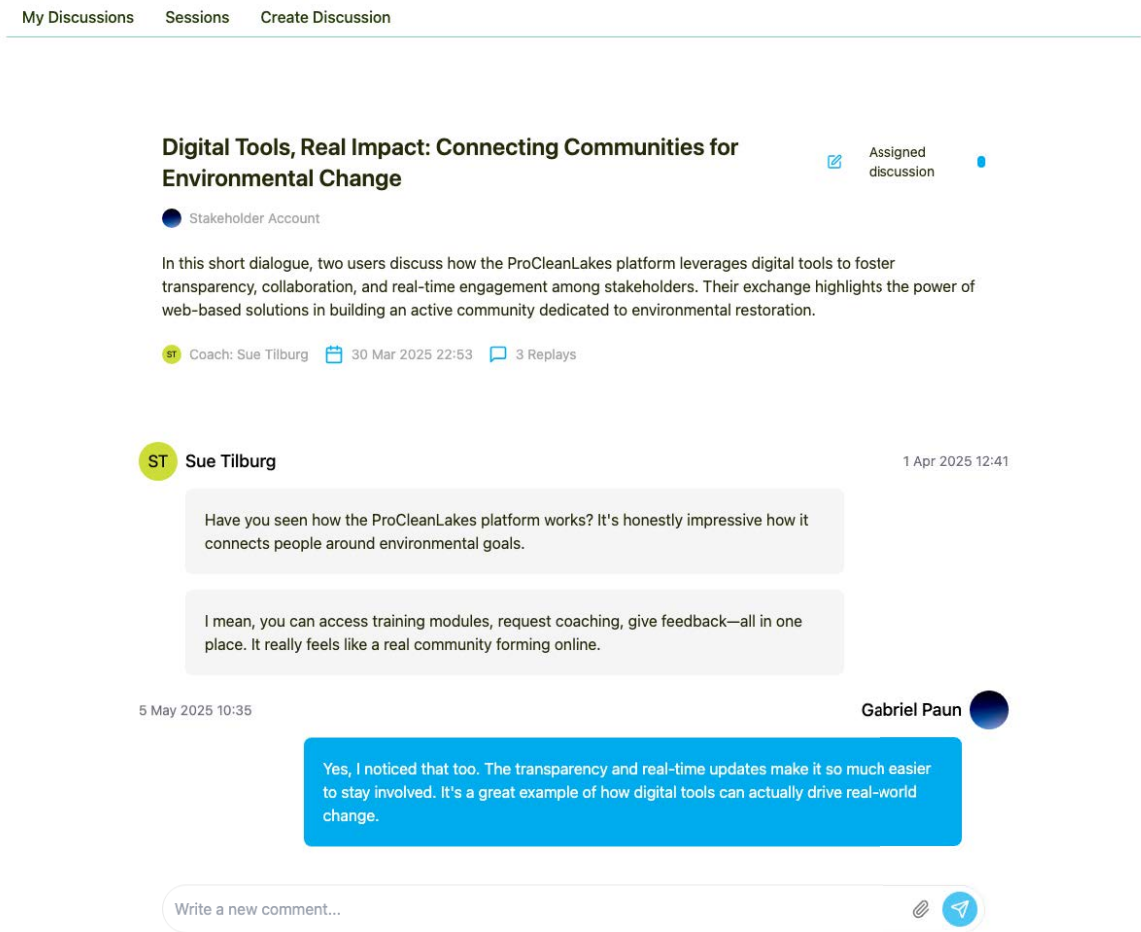 My Discussions Sessions Create Discussion
Digital Tools, Real Impact: Connecting Communities for
Environmental Change
Assigned
discussion
Stakeholder Account
In this short dialogue, two users discuss how the ProCleanLakes platform leverages digital tools to foster
transparency, collaboration, and real-time engagement among stakeholders. Their exchange highlights the power of
web-based solutions in building an active community dedicated to environmental restoration.
ST Coach: Sue Tilburg 30 Mar 2025 22:53 3 Replays
ST Sue Tilburg 1 Apr 2025 12:41
Have you seen how the ProCleanLakes platform works? It's honestly impressive how it
connects people around environmental goals.
I mean, you can access training modules, request coaching, give feedback—all in one
place. It really feels like a real community forming online.
5 May 2025 10:35 Gabriel Paun
Yes, I noticed that too. The transparency and real-time updates make it so much easier
to stay involved. It's a great example of how digital tools can actually drive real-world
change.
Write a new comment...